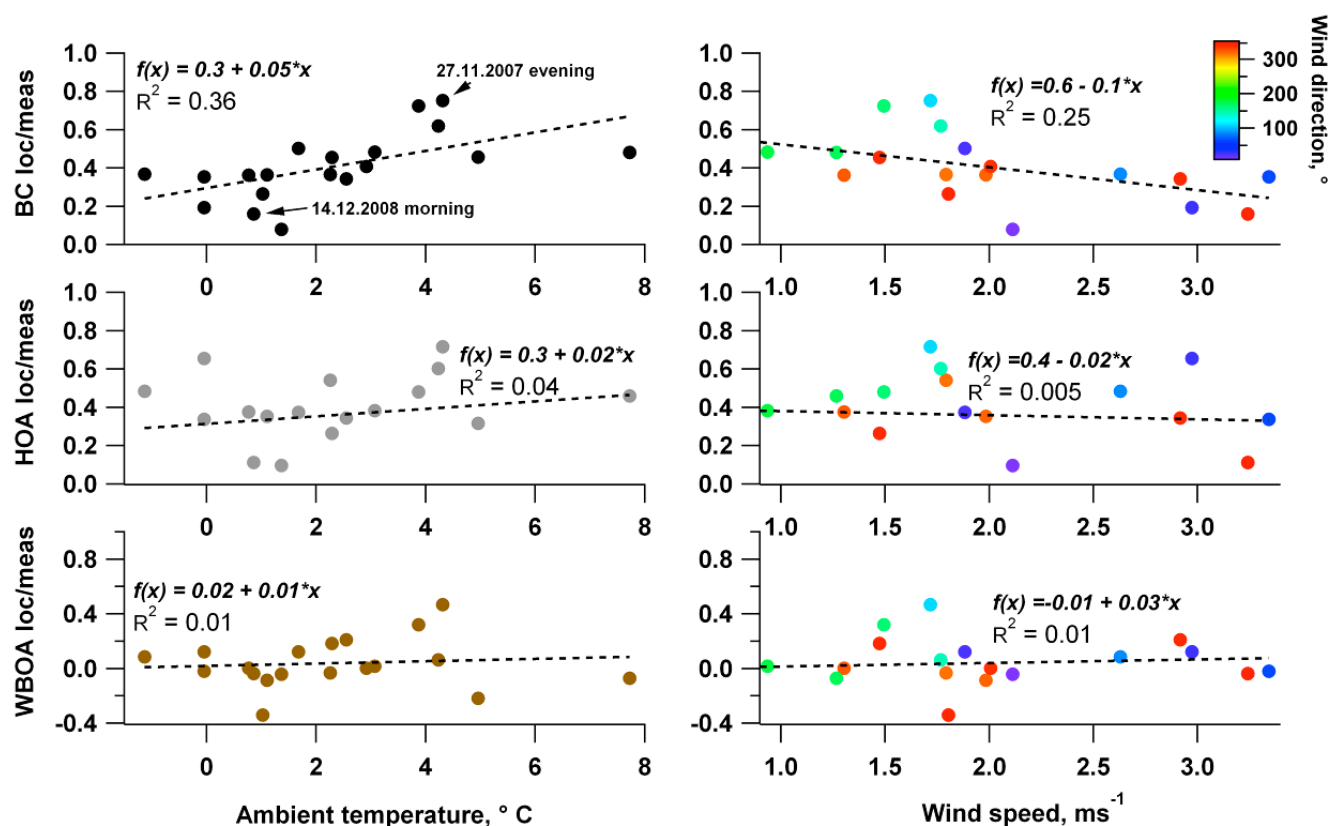 1.0
0.8
0.6
0.4
0.2
0.0
BC loc/meas
f(x) = 0.3 + 0.05*x
R² = 0.36
27.11.2007 evening
14.12.2008 morning
0 2 4 6 8
1.0
0.8
0.6
0.4
0.2
0.0
f(x) =0.6 - 0.1*x
R² = 0.25
300
200
100
Wind direction, °
1.0 1.5 2.0 2.5 3.0
1.0
0.8
0.6
0.4
0.2
0.0
HOA loc/meas
f(x) = 0.3 + 0.02*x
R² = 0.04
0 2 4 6 8
1.0
0.8
0.6
0.4
0.2
0.0
f(x) =0.4 - 0.02*x
R² = 0.005
1.0 1.5 2.0 2.5 3.0
0.8
0.4
0.0
-0.4
WBOA loc/meas
f(x) = 0.02 + 0.01*x
R² = 0.01
0 2 4 6 8
Ambient temperature, ° C
0.8
0.4
0.0
-0.4
f(x) =-0.01 + 0.03*x
R² = 0.01
1.0 1.5 2.0 2.5 3.0
Wind speed, ms⁻¹